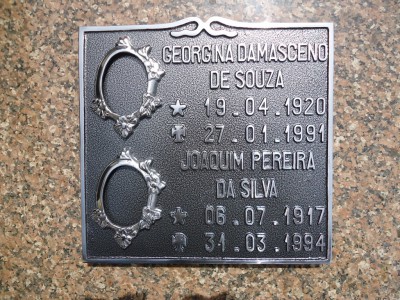 GEORGINA DAMASCENO
DE SOUZA
★ 19.04.1920
✠ 27.01.1991
JOAQUIM PEREIRA
DA SILVA
★ 06.07.1917
✠ 31.03.1994